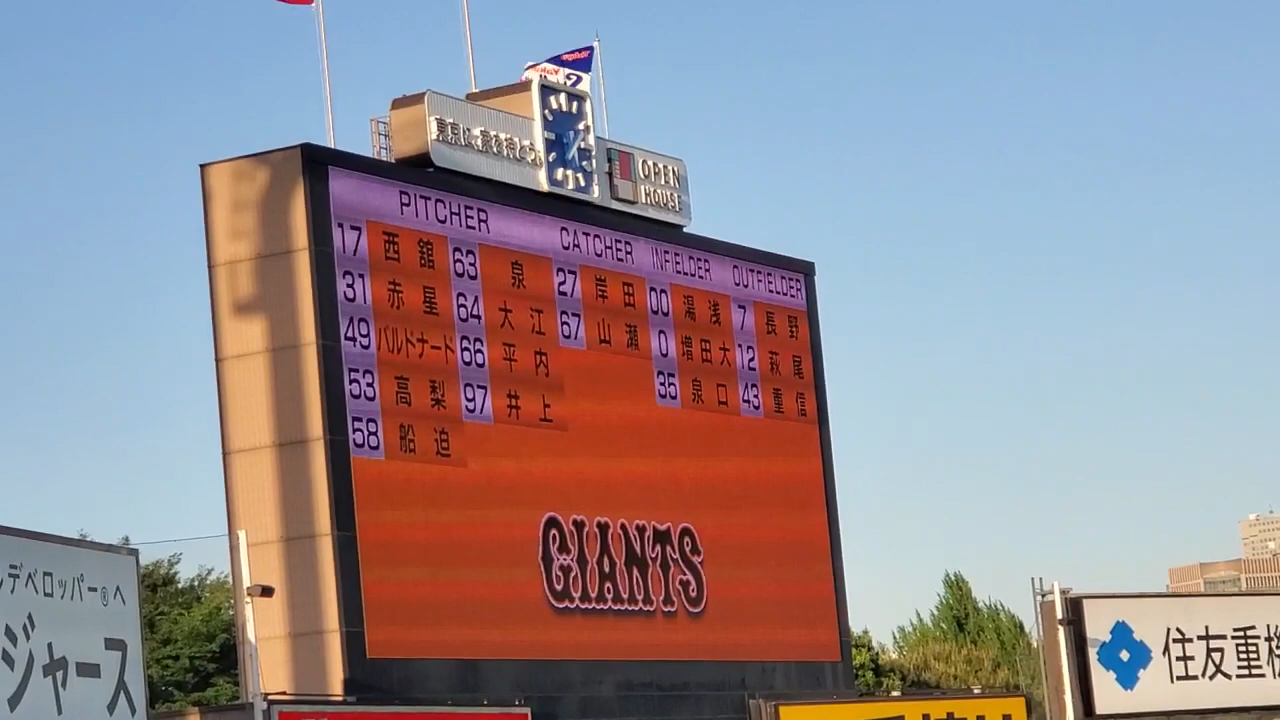 東京に、家を持とう。
OPEN
HOUSE
PITCHER CATCHER INFIELDER OUTFIELDER
17 西舘 63 泉 27 岸田 00 湯浅 7 長野
31 赤星 64 大江 67 山瀬 0 増田大 12 萩尾
49 バルドナード 66 平内 35 泉口 43 重信
53 高梨 97 井上
58 船迫
GIANTS
デベロッパー®へ
ジャース
住友重機